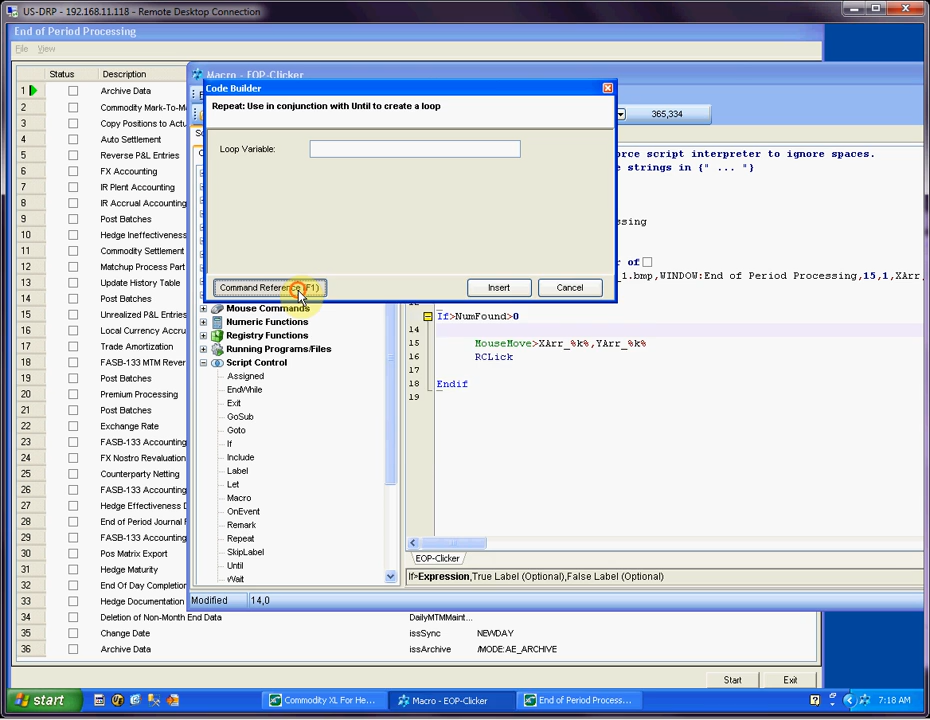 US-DRP - 192.168.11.118 - Remote Desktop Connection
End of Period Processing
File View
Status Description
1 Archive Data
2 Commodity Mark-To-M
3 Copy Positions to Actu
4 Auto Settlement
5 Reverse P&L Entries
6 FX Accounting
7 IR Plent Accounting
8 IR Accrual Accounting
9 Post Batches
10 Hedge Ineffectiveness
11 Commodity Settlement
12 Matchup Process Part
13 Update History Table
14 Post Batches
15 Unrealized P/L Entries
16 Local Currency Accru
17 Trade Amortization
18 FASB-133 MTM Rever
19 Post Batches
20 Premium Processing
21 Post Batches
22 Exchange Rate
23 FASB-133 Accounting
24 FX Nostro Revaluation
25 Counterparty Netting
26 FASB-133 Accounting
27 Hedge Effectiveness D
28 End of Period Journal F
29 FASB-133 Accounting
30 Pos Matrix Export
31 Hedge Maturity
32 End Of Day Completion
33 Hedge Documentation
34 Deletion of Non-Month End Data DailyMTMMaint...
35 Change Date issSync NEWDAY
36 Archive Data issArchive /MODE:AE_ARCHIVE
Start Exit
Macro - EOP-Clicker
Code Builder
Repeat: Use in conjunction with Until to create a loop
Loop Variable:
Command Reference (F1) Insert Cancel
365,334
Mouse Commands
Numeric Functions
Registry Functions
Running Programs/Files
Script Control
Assigned
EndWhile
Exit
GoSub
Goto
If
Include
Label
Let
Macro
OnEvent
Remark
Repeat
SkipLabel
Until
Wait
orce script interpreter to ignore spaces.
e strings in {" ... "}
ssing
r of
_1.bmp,WINDOW:End of Period Processing,15,1,XArr_
13 If>NumFound>0
14
15 MouseMove>XArr_%k%,YArr_%k%
16 RClick
17
18 Endif
19
EOP-Clicker
If>Expression,True Label (Optional),False Label (Optional)
Modified 14,0
start Commodity XL For He... Macro - EOP-Clicker End of Period Process... 7:18 AM